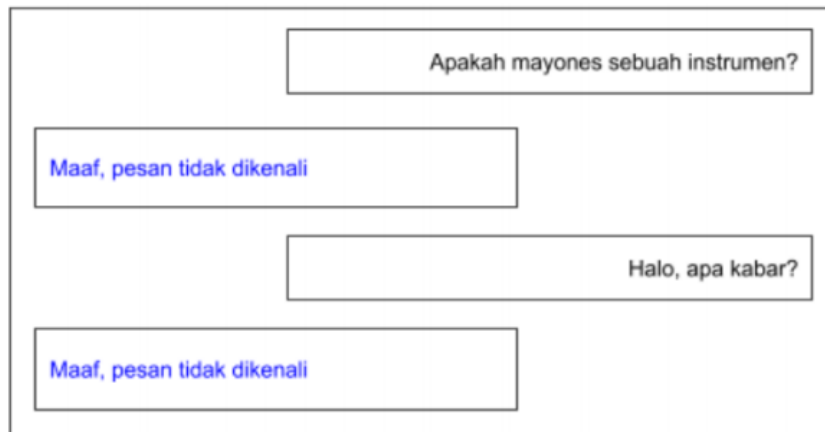 Apakah mayones sebuah instrumen?
Maaf, pesan tidak dikenali
Halo, apa kabar?
Maaf, pesan tidak dikenali